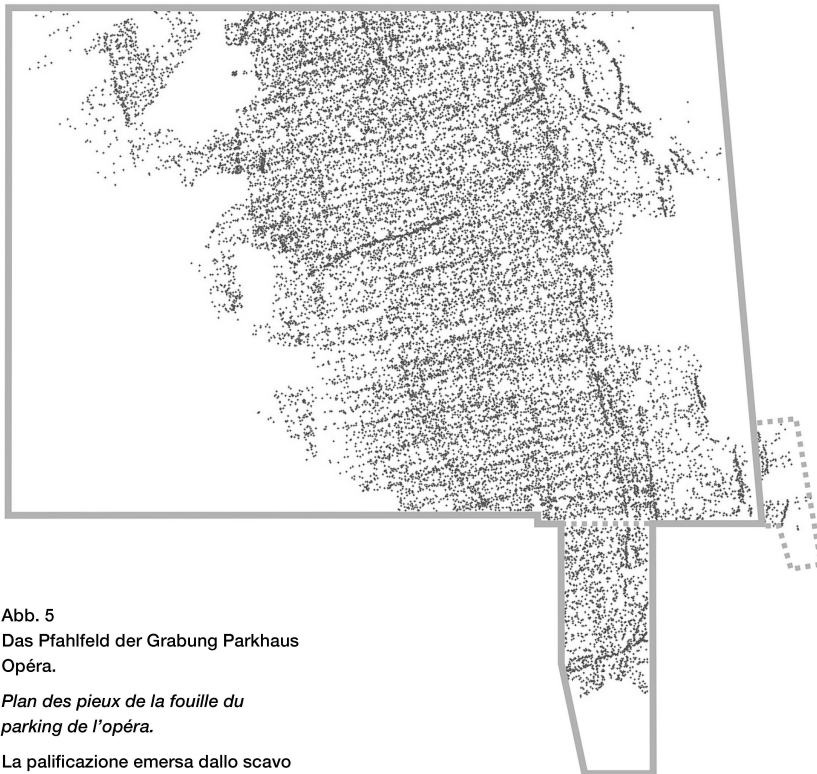 Abb. 5
Das Pfahlfeld der Grabung Parkhaus
Opéra.
Plan des pieux de la fouille du
parking de l’opéra.
La palificazione emersa dallo scavo